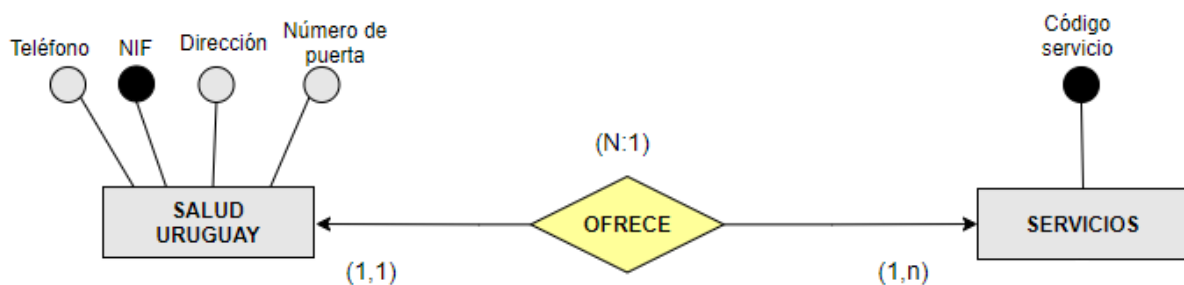 Teléfono
NIF
Dirección
Número de
puerta
Código
servicio
(N:1)
SALUD
URUGUAY
OFRECE
SERVICIOS
(1,1)
(1,n)